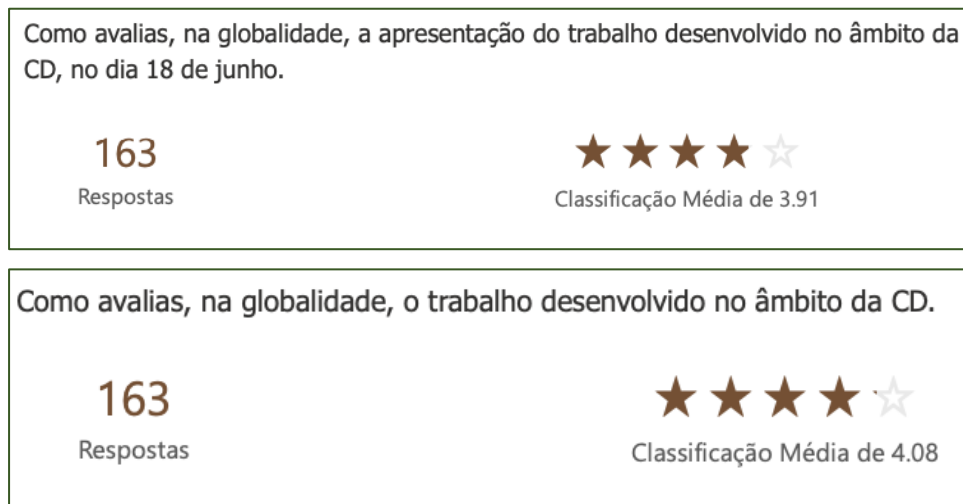 Como avalias, na globalidade, a apresentação do trabalho desenvolvido no âmbito da
CD, no dia 18 de junho.
163
Respostas
Classificação Média de 3.91
Como avalias, na globalidade, o trabalho desenvolvido no âmbito da CD.
163
Respostas
Classificação Média de 4.08